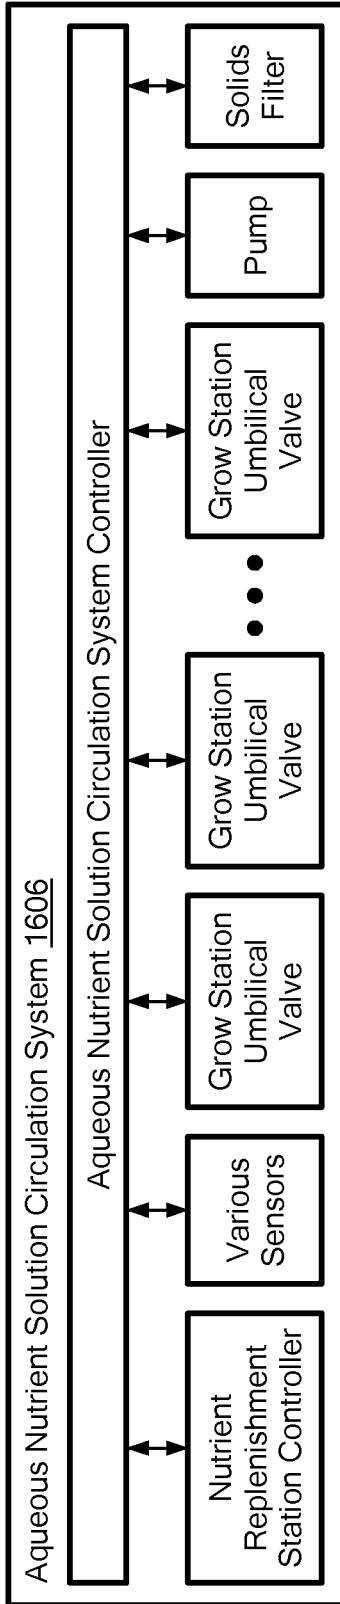 Aqueous Nutrient Solution Circulation System 1606
Aqueous Nutrient Solution Circulation System Controller
Nutrient
Replenishment
Station Controller
Various
Sensors
Grow Station
Umbilical
Valve
Grow Station
Umbilical
Valve
Grow Station
Umbilical
Valve
Pump
Solids
Filter